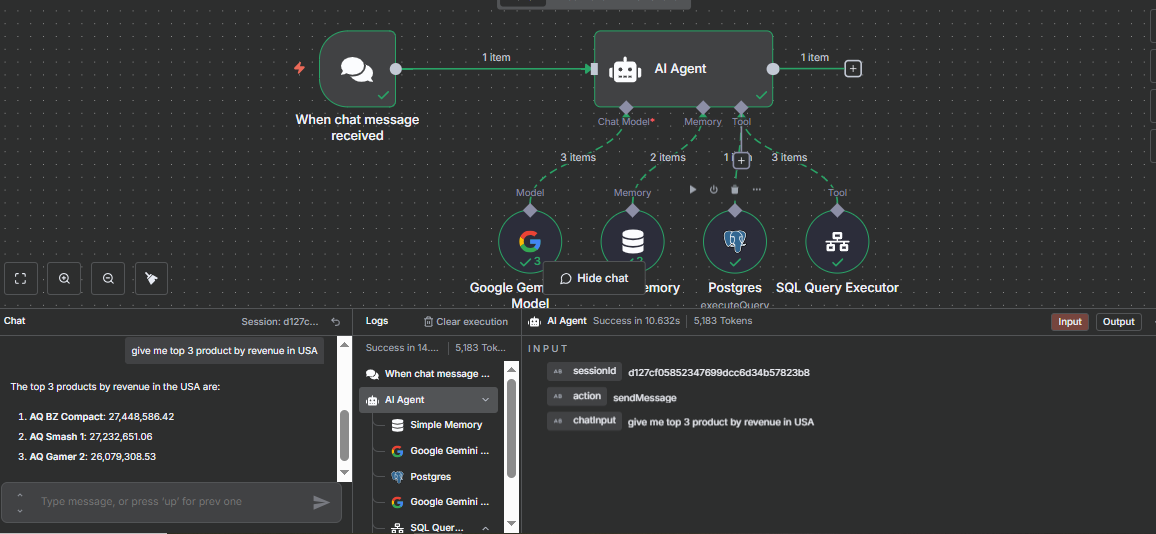 1 item
AI Agent
1 item
When chat message
received
Chat Model*
Memory
Tool
3 items
2 items
1
3 items
Model
Memory
Tool
3
2
Google Gem
Model
Hide chat
emory
Postgres
executeQuery
SQL Query Executor
Chat
Session: d127c...
give me top 3 product by revenue in USA
The top 3 products by revenue in the USA are:
1. AQ BZ Compact: 27,448,586.42
2. AQ Smash 1: 27,232,651.06
3. AQ Gamer 2: 26,079,308.53
Type message, or press 'up' for prev one
Logs
Clear execution
Success in 14....
5,183 Tok...
When chat message ...
AI Agent
Simple Memory
Google Gemini ...
Postgres
Google Gemini ...
SQL Quer...
AI Agent
Success in 10.632s
5,183 Tokens
Input
Output
INPUT
AB sessionId d127cf05852347699dcc6d34b57823b8
AB action sendMessage
AB chatInput give me top 3 product by revenue in USA